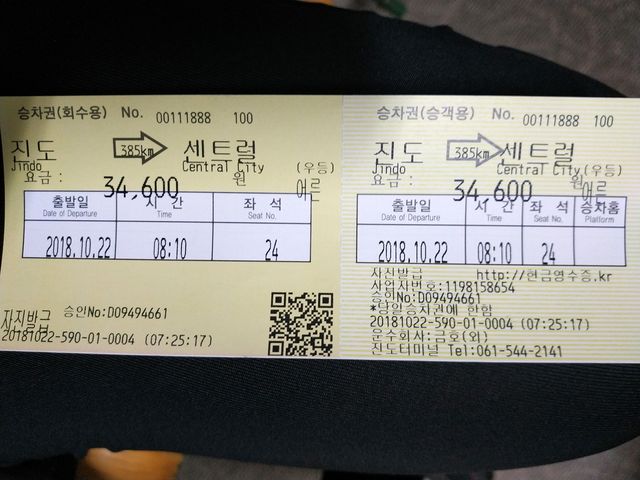 승차권(회수용) No. 00111888 100
진도 385km 센트럴
Jindo Central City (우등)
요금 : 34,600 원 어른
출발일 시 간 좌 석
Date of Departure Time Seat No.
2018.10.22 08:10 24
자진발급 승인No:D09494661
20181022-590-01-0004 (07:25:17)
승차권(승객용) No. 00111888 100
진도 385km 센트럴
Jindo Central City (우등)
요금 : 34,600 원 어른
출발일 시 간 좌 석 승차홈
Date of Departure Time Seat No. Platform
2018.10.22 08:10 24
자진발급 http://현금영수증.kr
사업자번호:1198158654
승인No:D09494661
*당일승차권에 한함
20181022-590-01-0004 (07:25:17)
운수회사:금호(외)
진도터미널 Tel:061-544-2141